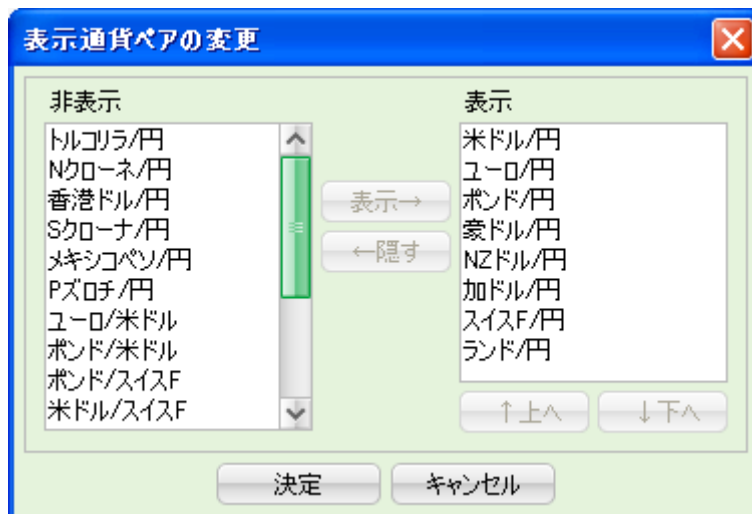 表示通貨ペアの変更
非表示
トルコリラ/円
Nクローネ/円
香港ドル/円
Sクローナ/円
メキシコペソ/円
Pズロチ/円
ユーロ/米ドル
ポンド/米ドル
ポンド/スイスF
米ドル/スイスF
表示→
←隠す
表示
米ドル/円
ユーロ/円
ポンド/円
豪ドル/円
NZドル/円
加ドル/円
スイスF/円
ランド/円
↑上へ
↓下へ
決定
キャンセル